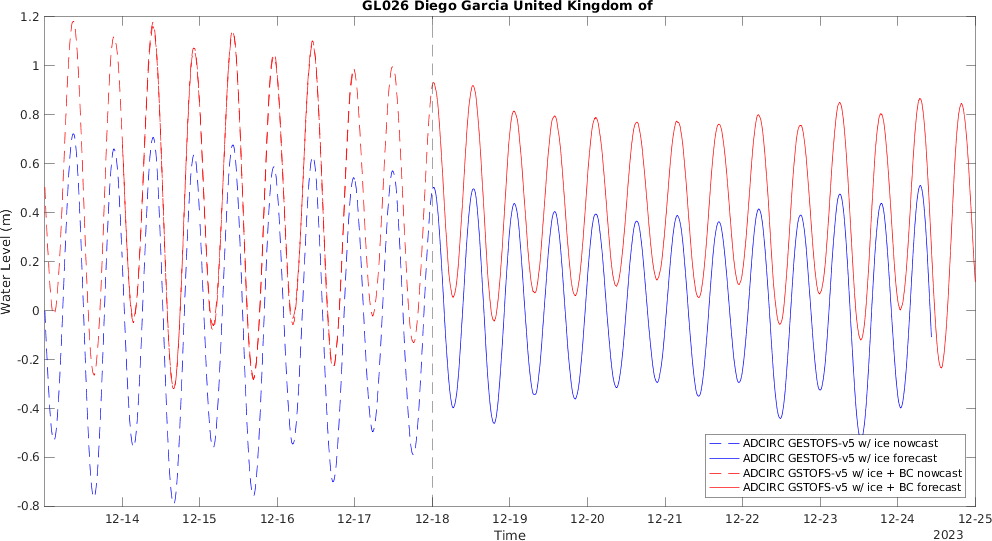 GL026 Diego Garcia United Kingdom of
Water Level (m)
1.2
1
0.8
0.6
0.4
0.2
0
-0.2
-0.4
-0.6
-0.8
ADCIRC GESTOFS-v5 w/ ice nowcast
ADCIRC GESTOFS-v5 w/ ice forecast
ADCIRC GSTOFS-v5 w/ ice + BC nowcast
ADCIRC GSTOFS-v5 w/ ice + BC forecast
12-14 12-15 12-16 12-17 12-18 12-19 12-20 12-21 12-22 12-23 12-24 12-25
Time
2023